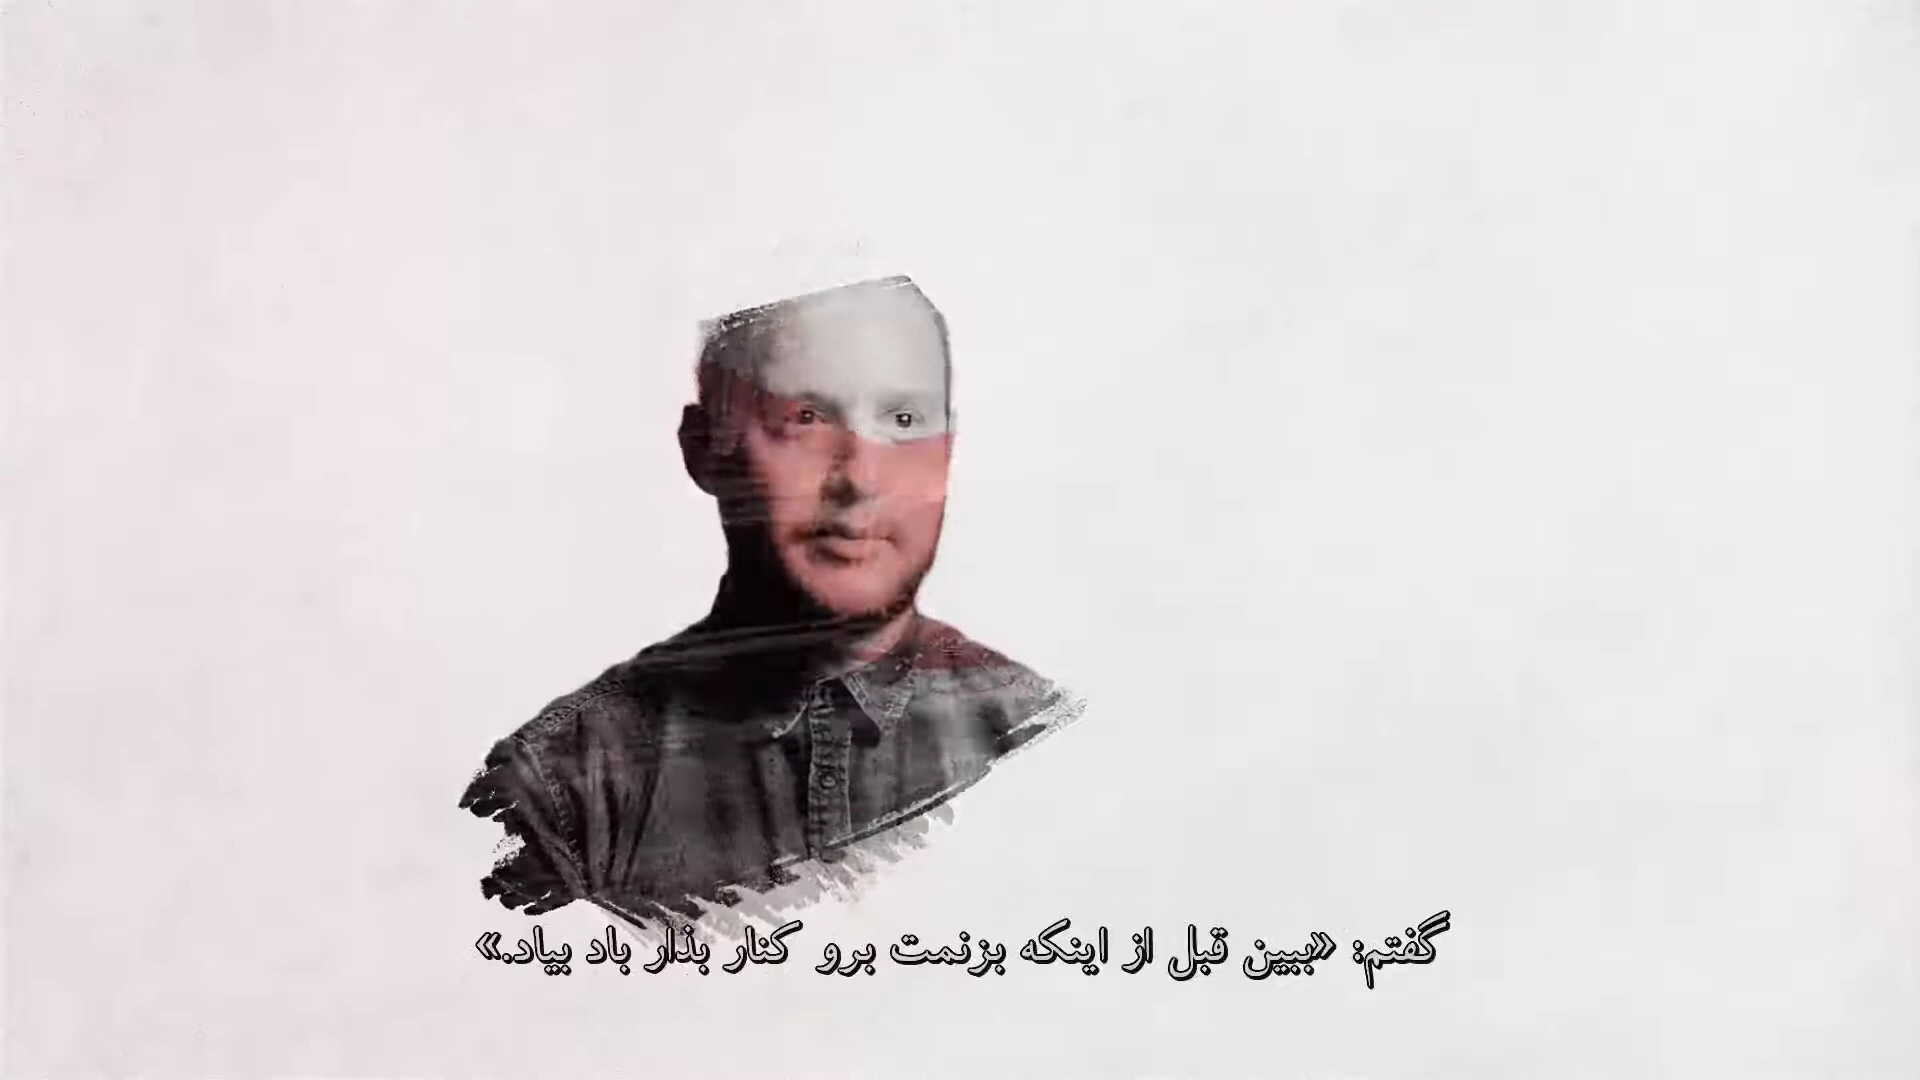 گفتم: «ببین قبل از اینکه بزنمت برو کنار بذار باد بیاد.»